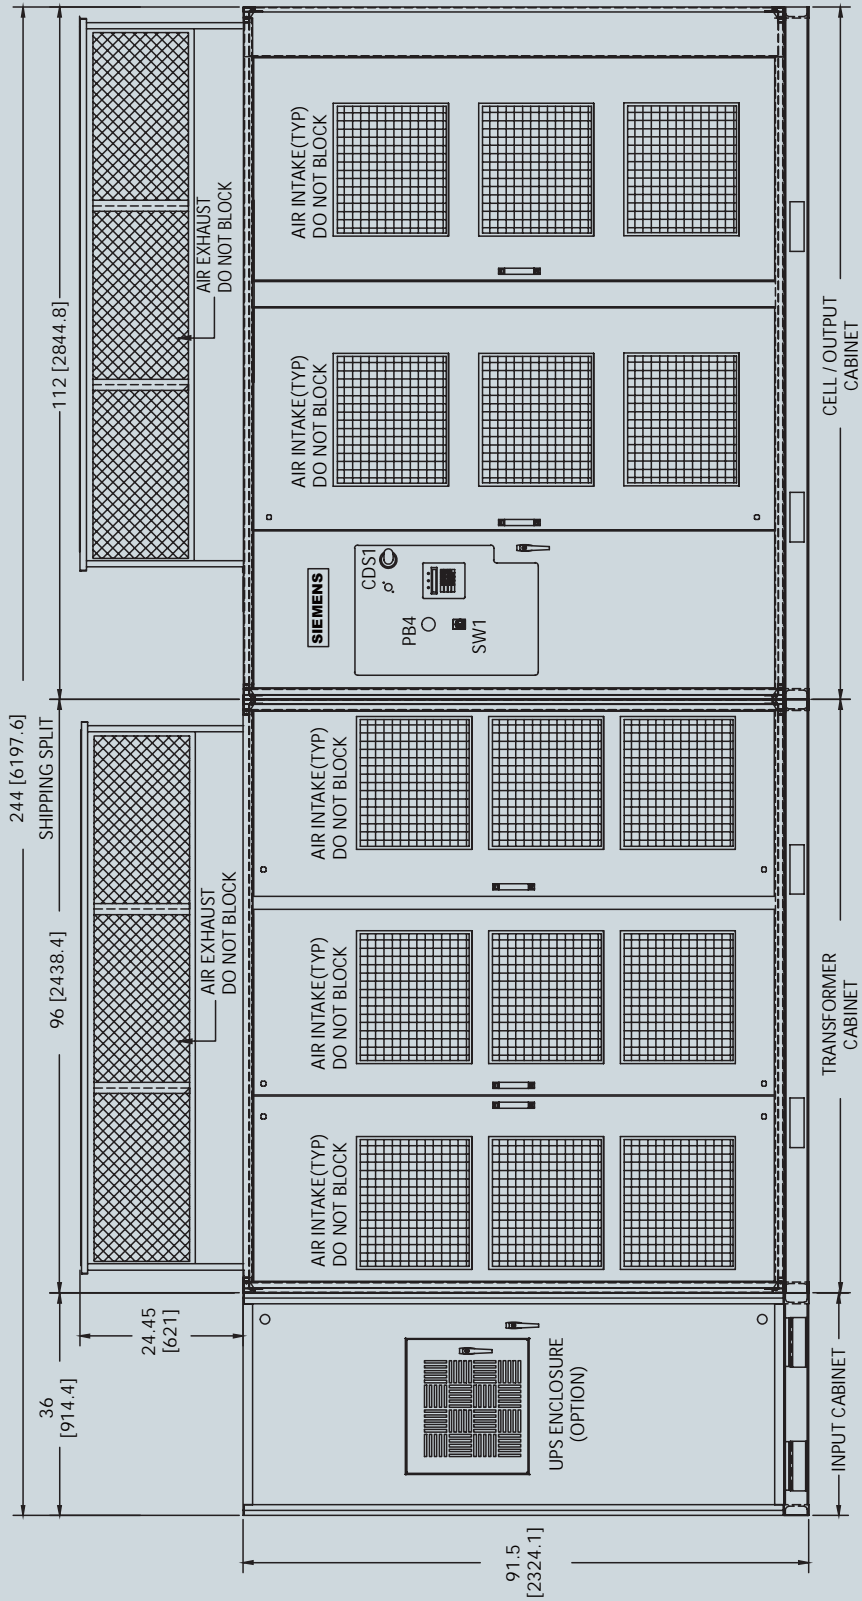 244 [6197.6]
36
[914.4]
96 [2438.4]
SHIPPING SPLIT
112 [2844.8]
24.45
[621]
AIR EXHAUST
DO NOT BLOCK
AIR EXHAUST
DO NOT BLOCK
91.5
[2324.1]
UPS ENCLOSURE
(OPTION)
AIR INTAKE(TYP)
DO NOT BLOCK
AIR INTAKE(TYP)
DO NOT BLOCK
AIR INTAKE(TYP)
DO NOT BLOCK
SIEMENS
CDS1
PB4
SW1
AIR INTAKE(TYP)
DO NOT BLOCK
AIR INTAKE(TYP)
DO NOT BLOCK
INPUT CABINET
TRANSFORMER
CABINET
CELL / OUTPUT
CABINET